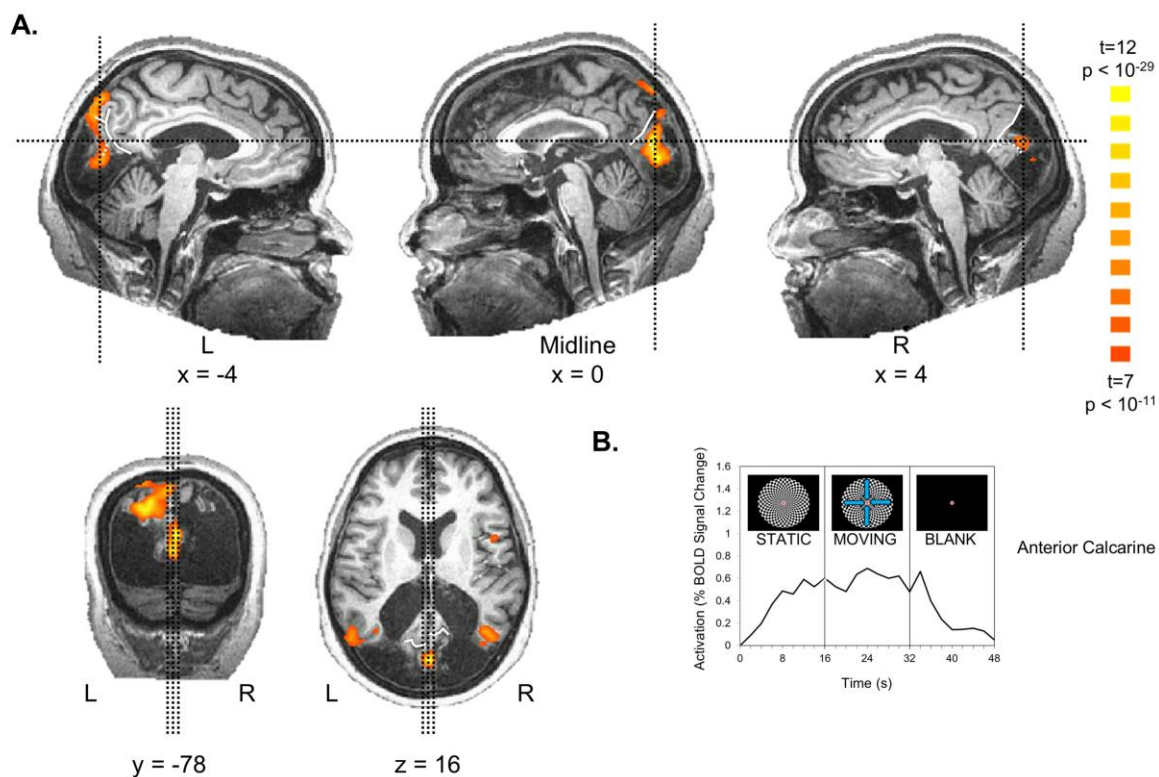 A.
t=12
p < 10-29
L
Midline
R
x = -4
x = 0
x = 4
t=7
p < 10-11
L
R
L
R
y = -78
z = 16
B.
Activation (% BOLD Signal Change)
1.6
1.4
1.2
1
0.8
0.6
0.4
0.2
0
STATIC
MOVING
BLANK
0
8
16
24
32
40
48
Time (s)
Anterior Calcarine